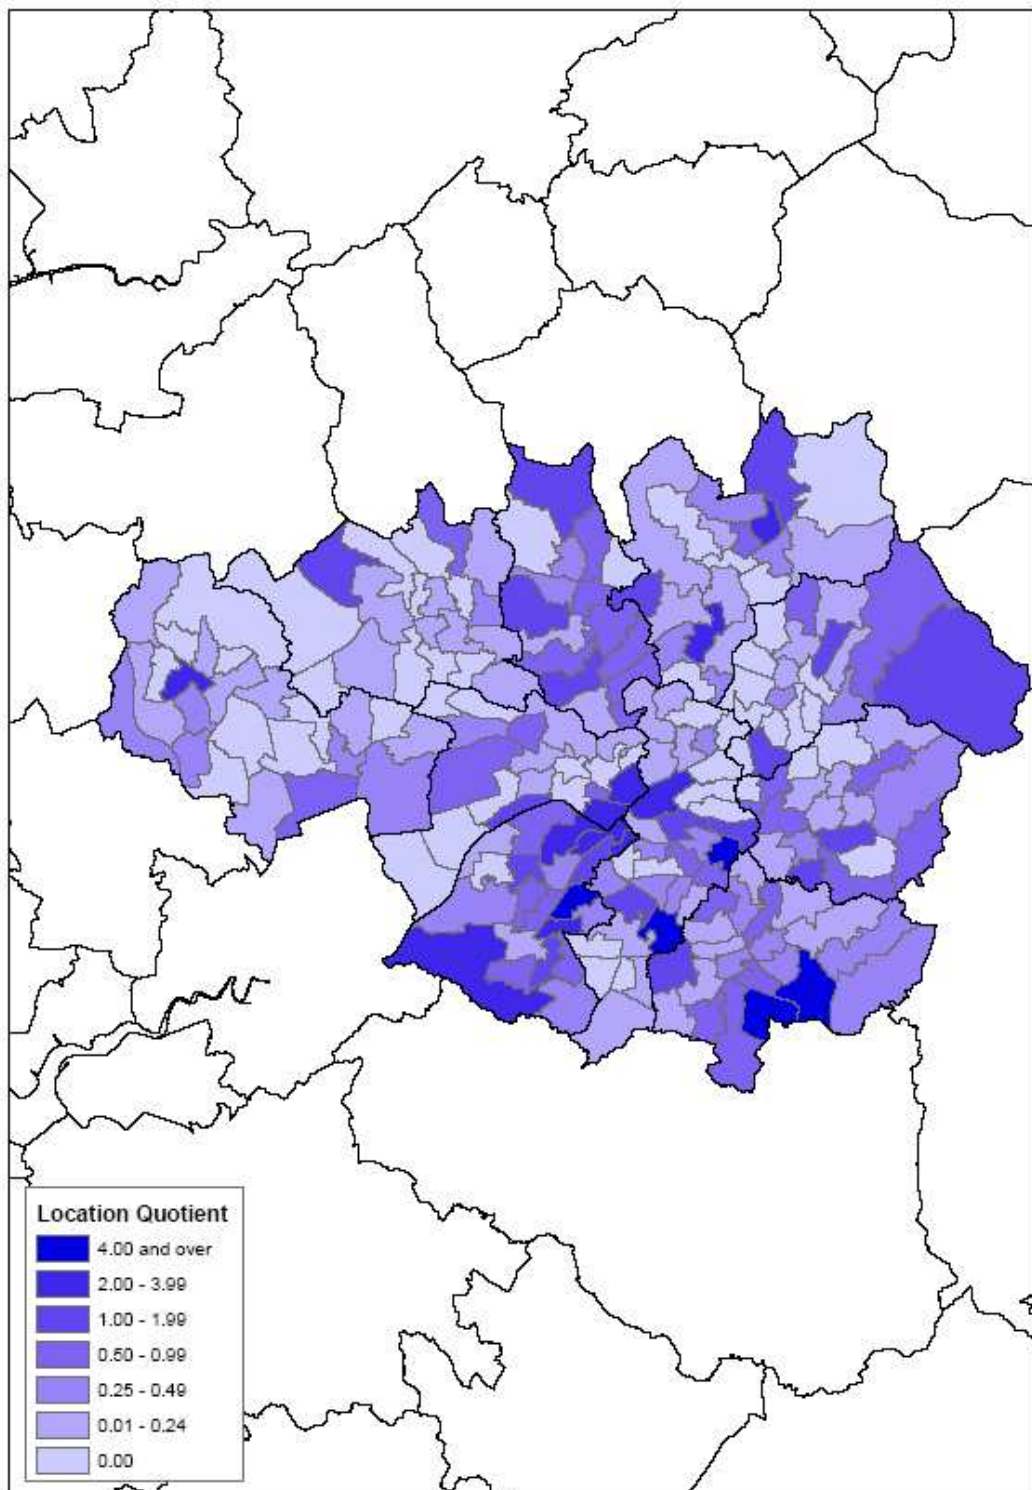 Location Quotient
4.00 and over
2.00 - 3.99
1.00 - 1.99
0.50 - 0.99
0.25 - 0.49
0.01 - 0.24
0.00